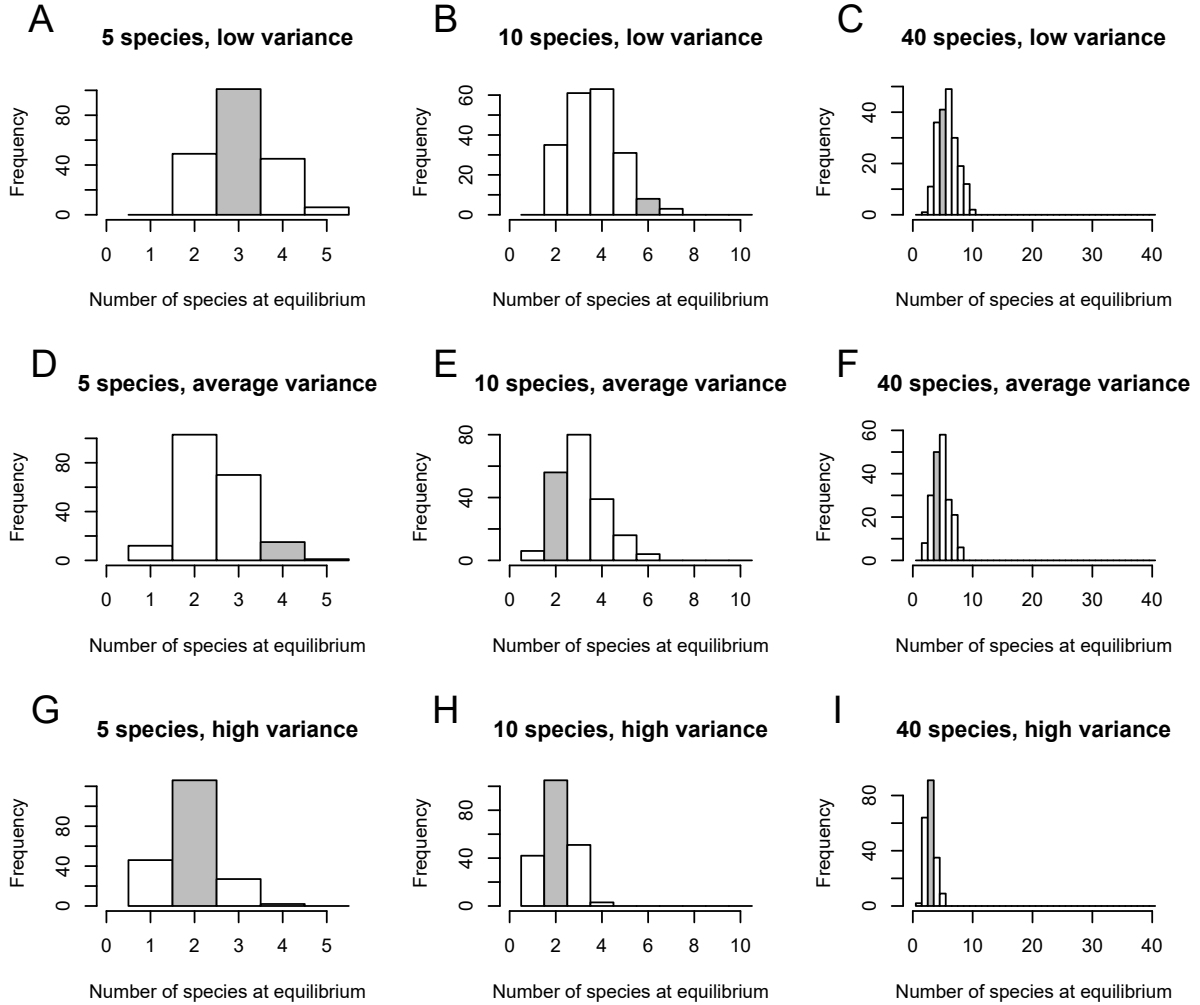 A
5 species, low variance
Frequency
0
40
80
0 1 2 3 4 5
Number of species at equilibrium
B
10 species, low variance
Frequency
0
20
40
60
0 2 4 6 8 10
Number of species at equilibrium
C
40 species, low variance
Frequency
0
20
40
0 10 20 30 40
Number of species at equilibrium
D
5 species, average variance
Frequency
0
40
80
0 1 2 3 4 5
Number of species at equilibrium
E
10 species, average variance
Frequency
0
40
80
0 2 4 6 8 10
Number of species at equilibrium
F
40 species, average variance
Frequency
0
20
40
60
0 10 20 30 40
Number of species at equilibrium
G
5 species, high variance
Frequency
0
40
80
0 1 2 3 4 5
Number of species at equilibrium
H
10 species, high variance
Frequency
0
40
80
0 2 4 6 8 10
Number of species at equilibrium
I
40 species, high variance
Frequency
0
40
80
0 10 20 30 40
Number of species at equilibrium